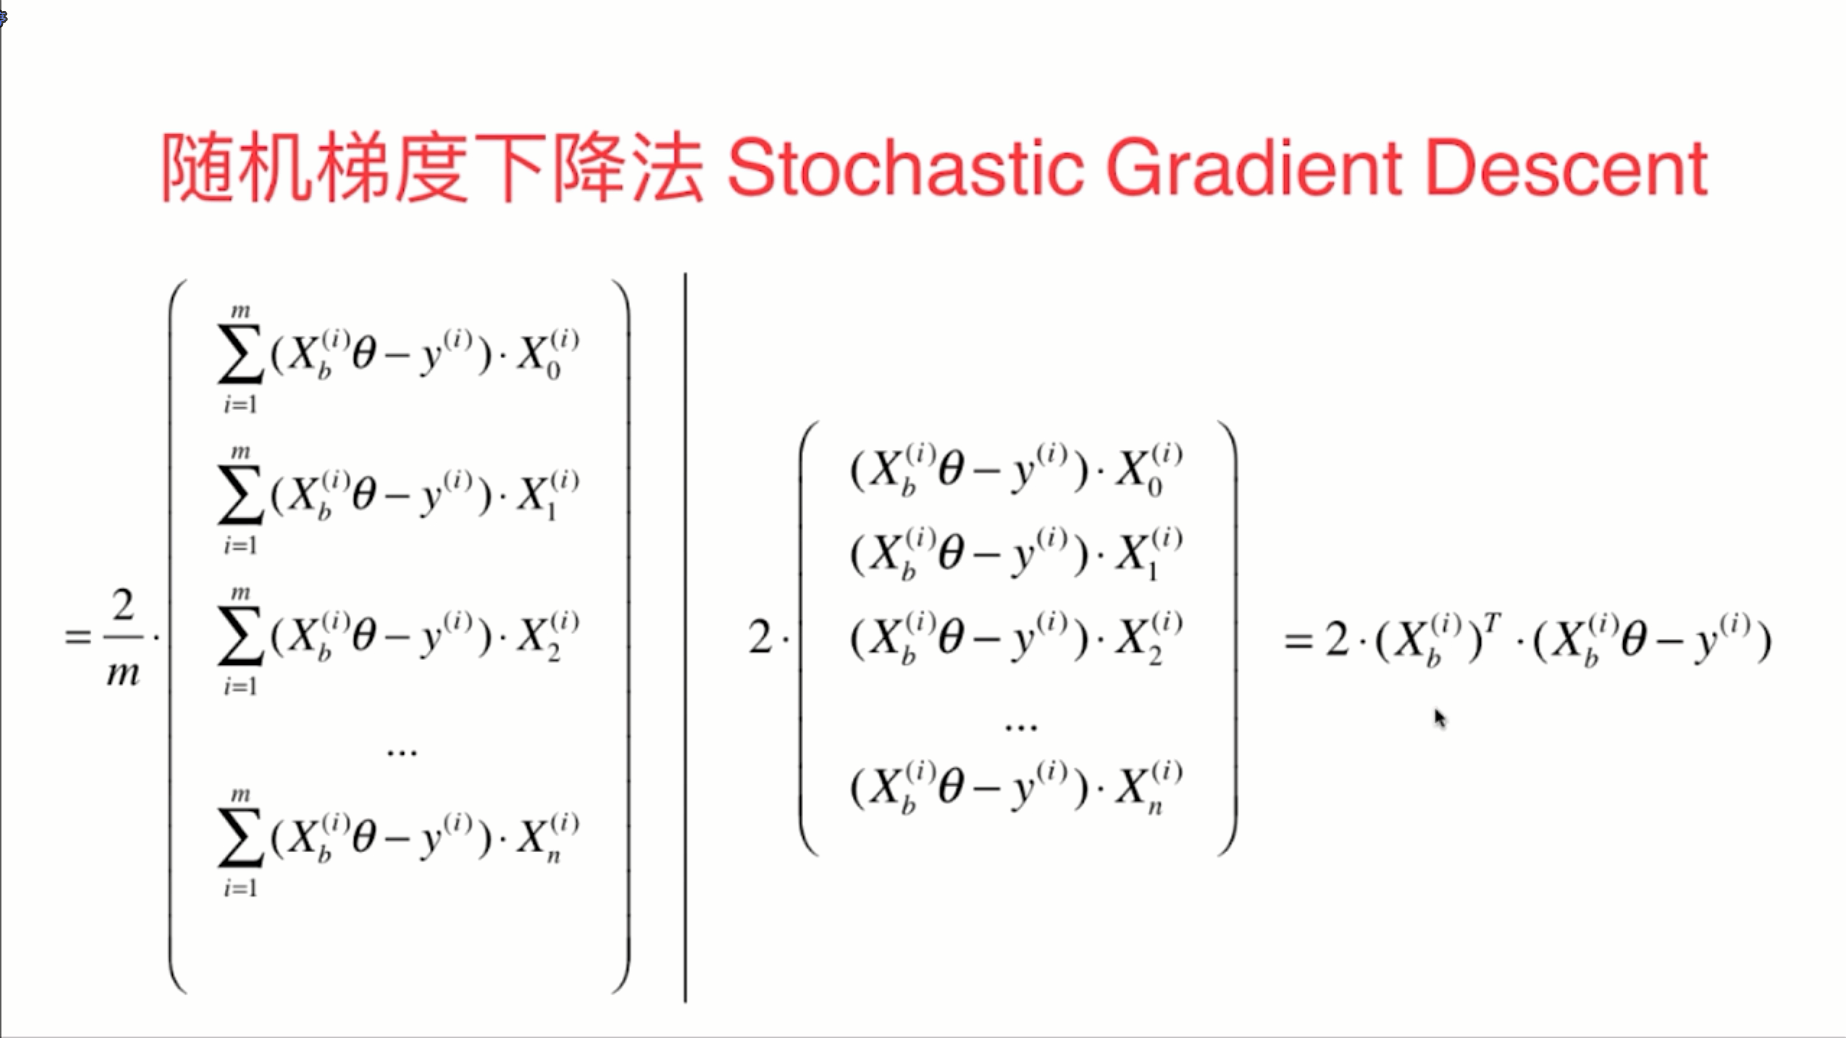 随机梯度下降法 Stochastic Gradient Descent
$= \frac{2}{m} \cdot \begin{pmatrix} \sum_{i=1}^{m}(X_b^{(i)}\theta - y^{(i)}) \cdot X_0^{(i)} \\ \sum_{i=1}^{m}(X_b^{(i)}\theta - y^{(i)}) \cdot X_1^{(i)} \\ \sum_{i=1}^{m}(X_b^{(i)}\theta - y^{(i)}) \cdot X_2^{(i)} \\ \dots \\ \sum_{i=1}^{m}(X_b^{(i)}\theta - y^{(i)}) \cdot X_n^{(i)} \end{pmatrix}$
$2 \cdot \begin{pmatrix} (X_b^{(i)}\theta - y^{(i)}) \cdot X_0^{(i)} \\ (X_b^{(i)}\theta - y^{(i)}) \cdot X_1^{(i)} \\ (X_b^{(i)}\theta - y^{(i)}) \cdot X_2^{(i)} \\ \dots \\ (X_b^{(i)}\theta - y^{(i)}) \cdot X_n^{(i)} \end{pmatrix} = 2 \cdot (X_b^{(i)})^T \cdot (X_b^{(i)}\theta - y^{(i)})$